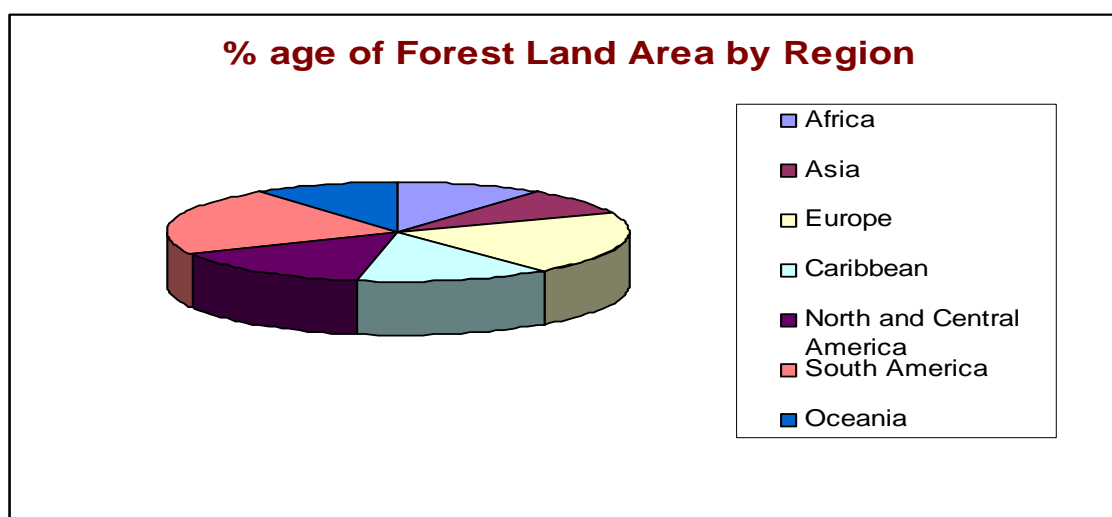 % age of Forest Land Area by Region
Africa
Asia
Europe
Caribbean
North and Central
America
South America
Oceania